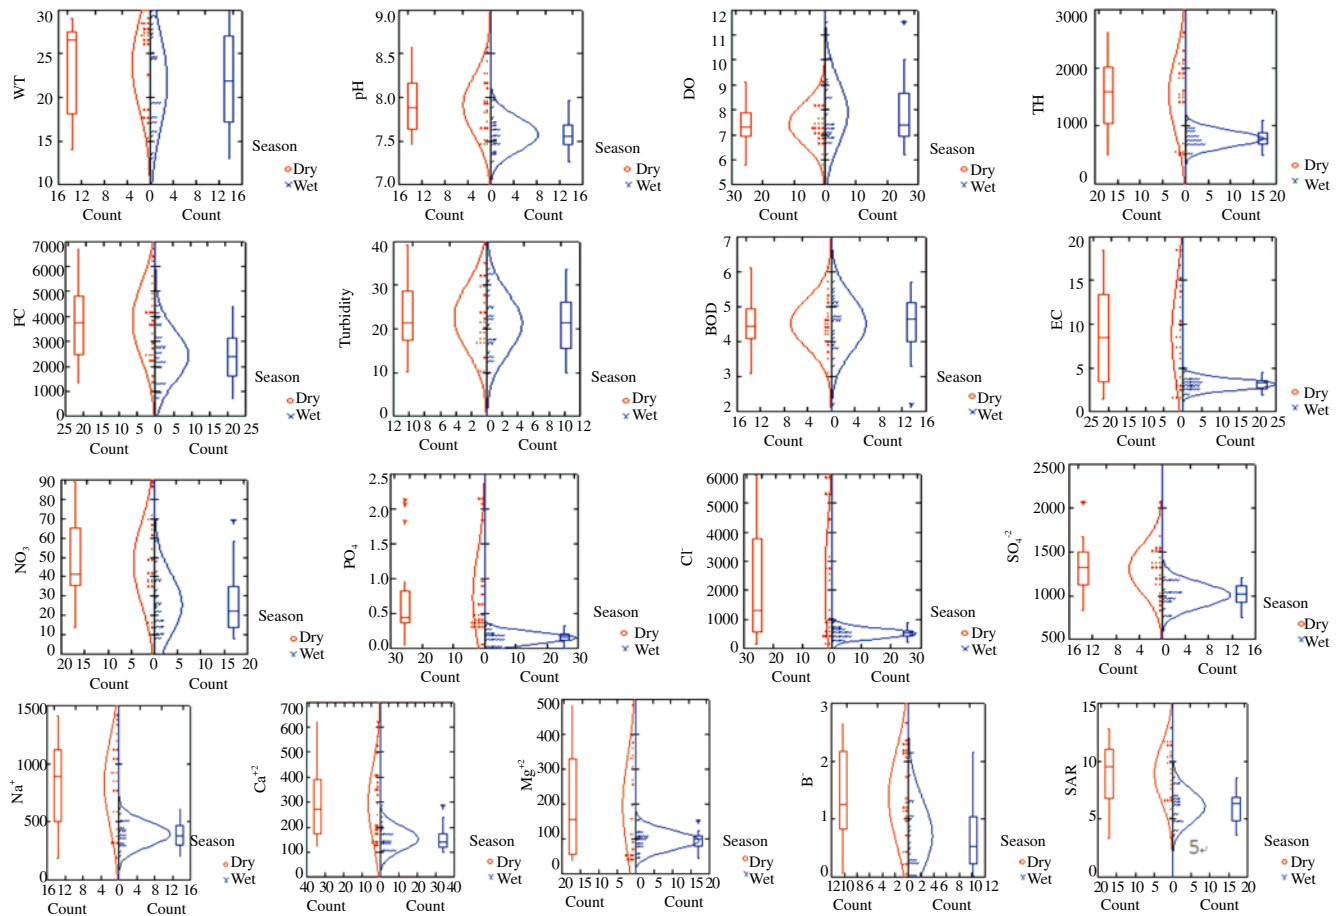 WT
30
25
20
15
10
16 12 8 4 0 4 8 12 16
Count Count
Season
Dry
Wet
pH
9.0
8.5
8.0
7.5
7.0
16 12 8 4 0 4 8 12 16
Count Count
Season
Dry
Wet
DO
12
11
10
9
8
7
6
5
30 20 10 0 10 20 30
Count Count
Season
Dry
Wet
TH
3000
2000
1000
0
20 15 10 5 0 5 10 15 20
Count Count
Season
Dry
Wet
FC
7000
6000
5000
4000
3000
2000
1000
0
25 20 15 10 5 0 5 10 15 20 25
Count Count
Season
Dry
Wet
Turbidity
40
30
20
10
0
12 10 8 6 4 2 0 2 4 6 8 10 12
Count Count
Season
Dry
Wet
BOD
7
6
5
4
3
2
16 12 8 4 0 4 8 12 16
Count Count
Season
Dry
Wet
EC
20
15
10
5
0
25 20 15 10 5 0 5 10 15 20 25
Count Count
Season
Dry
Wet
NO3
90
80
70
60
50
40
30
20
10
0
20 15 10 5 0 5 10 15 20
Count Count
Season
Dry
Wet
PO4
2.5
2.0
1.5
1.0
0.5
0.0
30 20 10 0 10 20 30
Count Count
Season
Dry
Wet
Cl-
6000
5000
4000
3000
2000
1000
0
30 20 10 0 10 20 30
Count Count
Season
Dry
Wet
SO4-2
2500
2000
1500
1000
500
16 12 8 4 0 4 8 12 16
Count Count
Season
Dry
Wet
Na+
1500
1000
500
0
16 12 8 4 0 4 8 12 16
Count Count
Season
Dry
Wet
Ca+2
700
600
500
400
300
200
100
0
40 30 20 10 0 10 20 30 40
Count Count
Season
Dry
Wet
Mg+2
500
400
300
200
100
0
20 15 10 5 0 5 10 15 20
Count Count
Season
Dry
Wet
B-
3
2
1
0
12 10 8 6 4 2 0 2 4 6 8 10 12
Count Count
Season
Dry
Wet
SAR
15
10
5
0
5
20 15 10 5 0 5 10 15 20
Count Count
Season
Dry
Wet